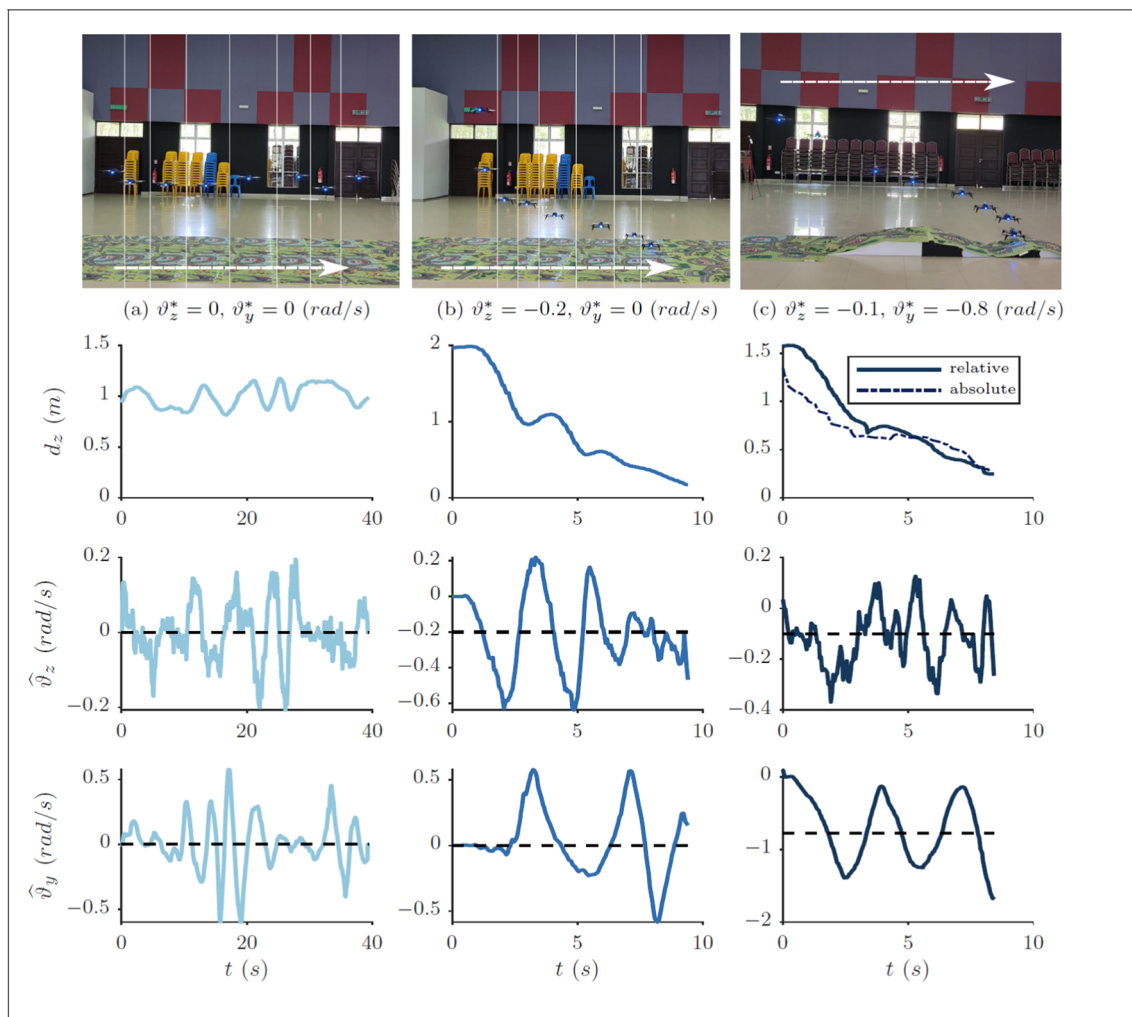 (a) ϑ*z = 0, ϑ*y = 0 (rad/s)
(b) ϑ*z = −0.2, ϑ*y = 0 (rad/s)
(c) ϑ*z = −0.1, ϑ*y = −0.8 (rad/s)
dz (m)
1.5
1
0.5
0
0 20 40
2
1
0
0 5 10
1.5
1
0.5
0
0 5 10
relative
absolute
ϑ̂z (rad/s)
0.2
0
−0.2
0 20 40
0.2
0
−0.2
−0.4
−0.6
0 5 10
0.2
0
−0.2
−0.4
0 5 10
ϑ̂y (rad/s)
0.5
0
−0.5
0 20 40
t (s)
0.5
0
−0.5
0 5 10
t (s)
0
−1
−2
0 5 10
t (s)